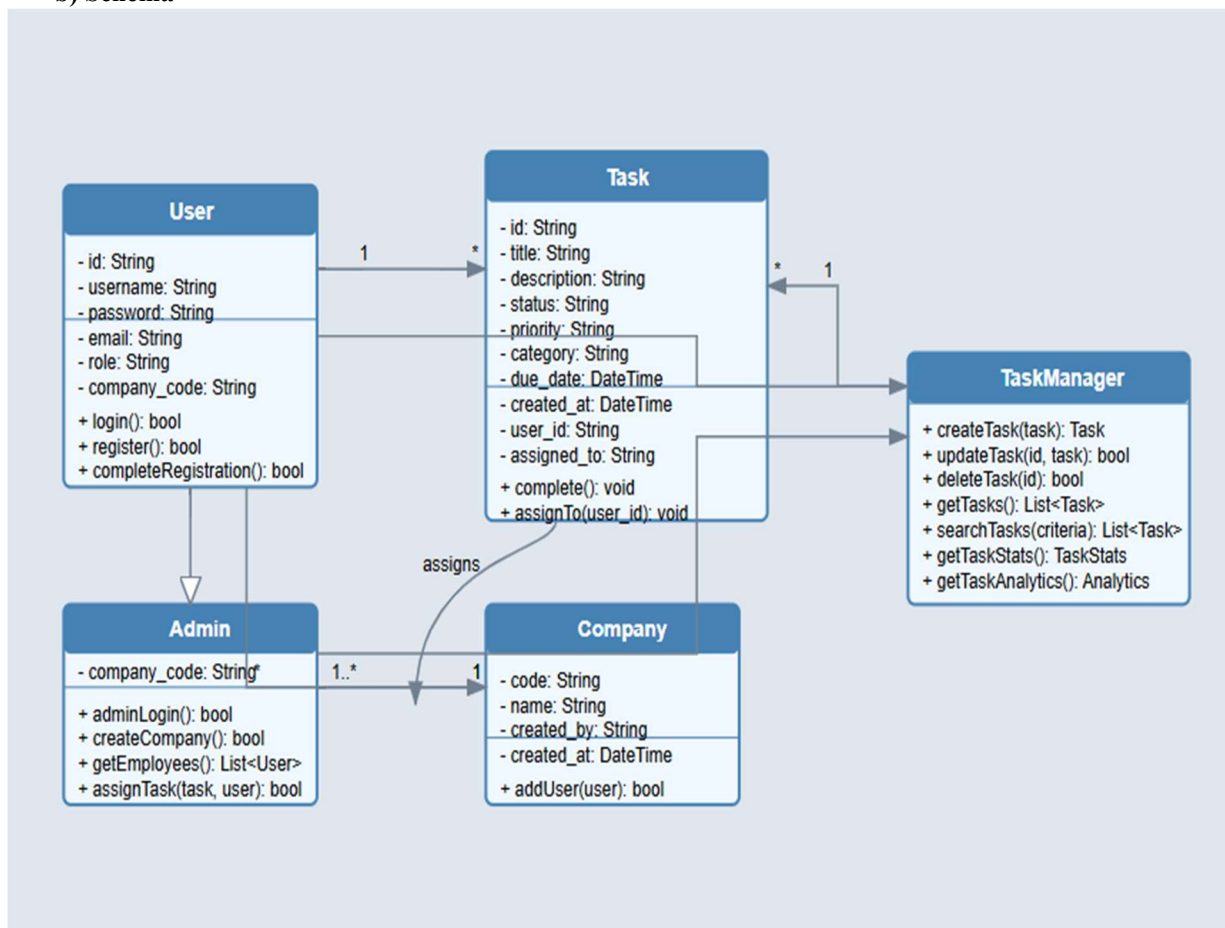 b) Schema
User
- id: String
- username: String
- password: String
- email: String
- role: String
- company_code: String
+ login(): bool
+ register(): bool
+ completeRegistration(): bool
1
*
Task
- id: String
- title: String
- description: String
- status: String
- priority: String
- category: String
- due_date: DateTime
- created_at: DateTime
- user_id: String
- assigned_to: String
+ complete(): void
+ assignTo(user_id): void
*
1
TaskManager
+ createTask(task): Task
+ updateTask(id, task): bool
+ deleteTask(id): bool
+ getTasks(): List<Task>
+ searchTasks(criteria): List<Task>
+ getTaskStats(): TaskStats
+ getTaskAnalytics(): Analytics
assigns
Admin
- company_code: String
*
+ adminLogin(): bool
+ createCompany(): bool
+ getEmployees(): List<User>
+ assignTask(task, user): bool
1..*
1
Company
- code: String
- name: String
- created_by: String
- created_at: DateTime
+ addUser(user): bool